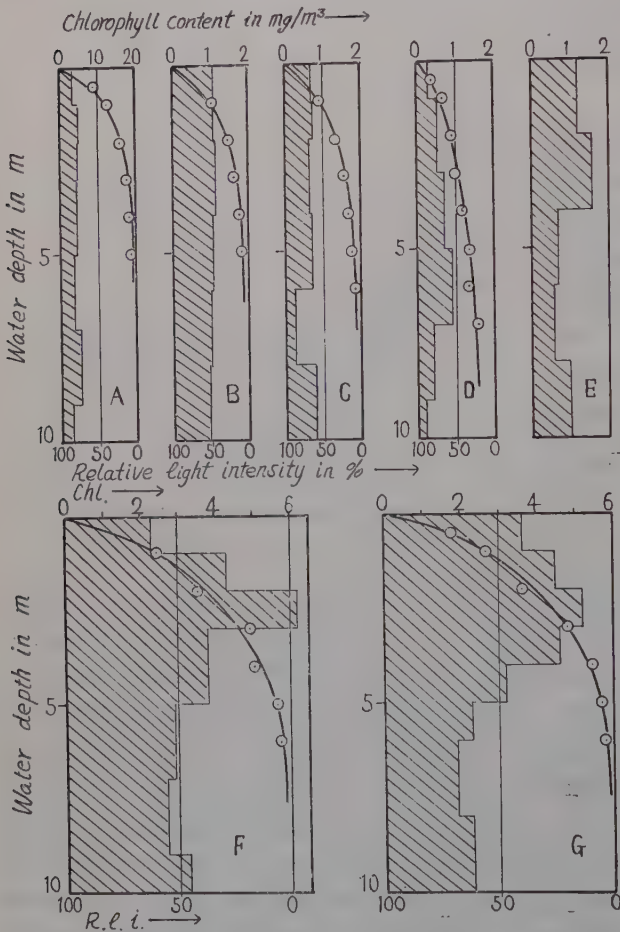 Chlorophyll content in mg/m³
0 10 20 0 1 2 0 1 2 0 1 2 0 1 2
Water depth in m
5
10
A B C D E
100 50 0 100 50 0 100 50 0 100 50 0
Relative light intensity in %
Chl.
0 2 4 6 0 2 4 6
Water depth in m
5 5
10 10
F G
100 50 0 100 50 0
R.l.i.